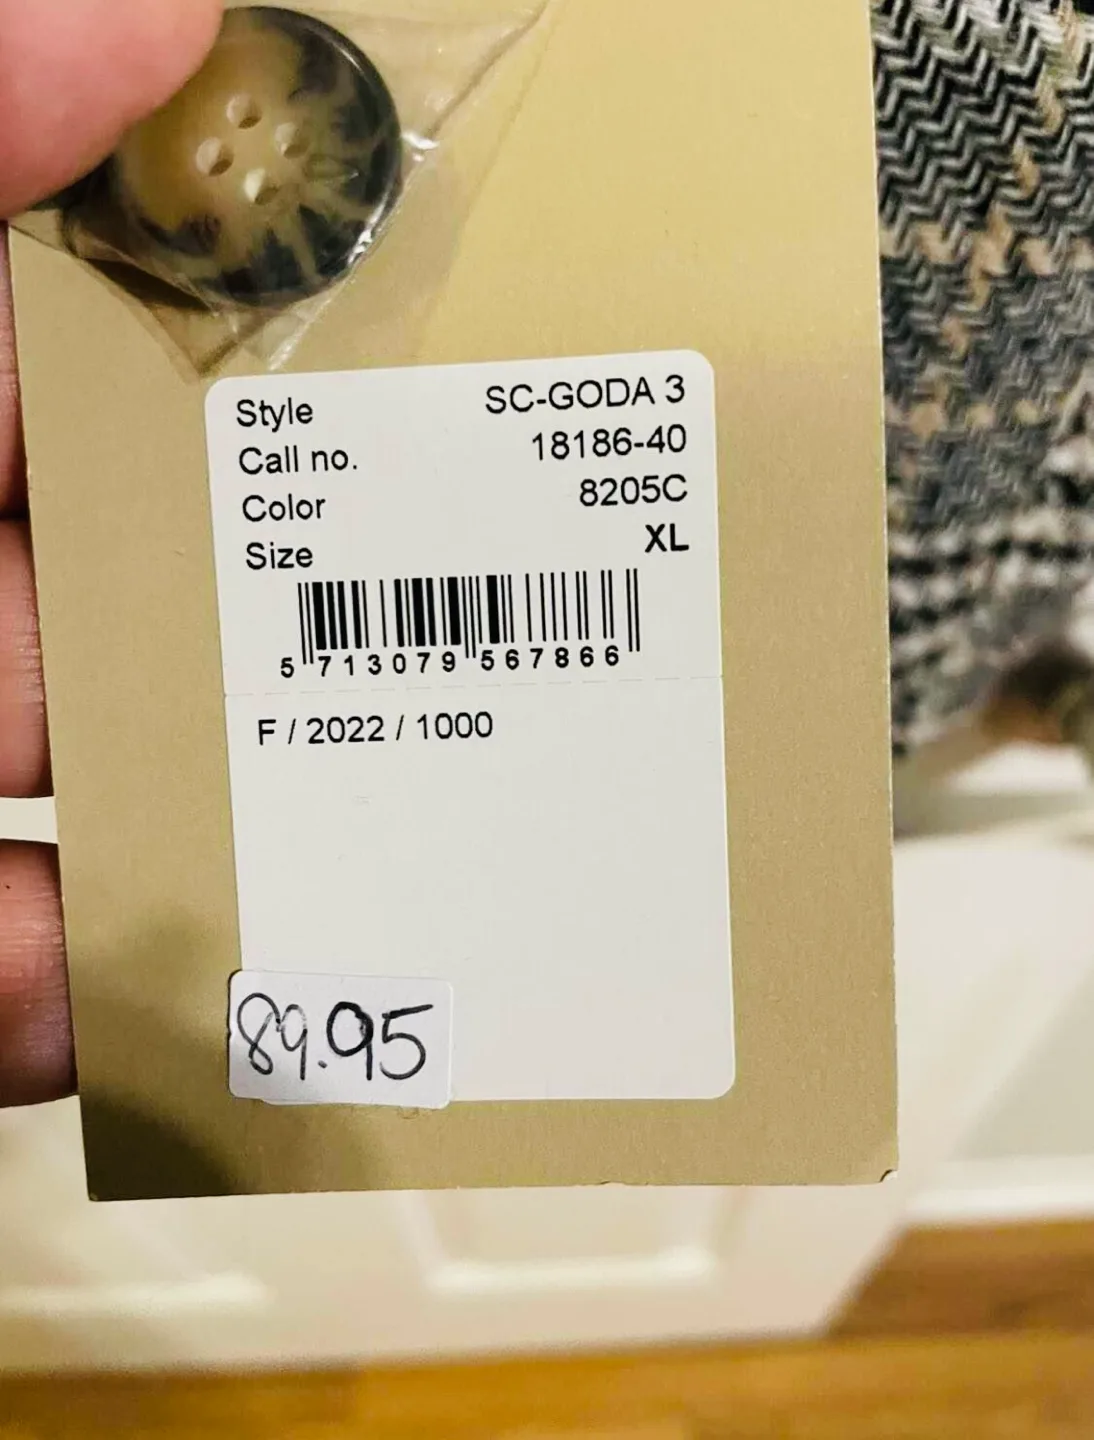 Style SC-GODA 3
Call no. 18186-40
Color 8205C
Size XL
5 713079 567866
F / 2022 / 1000
89.95